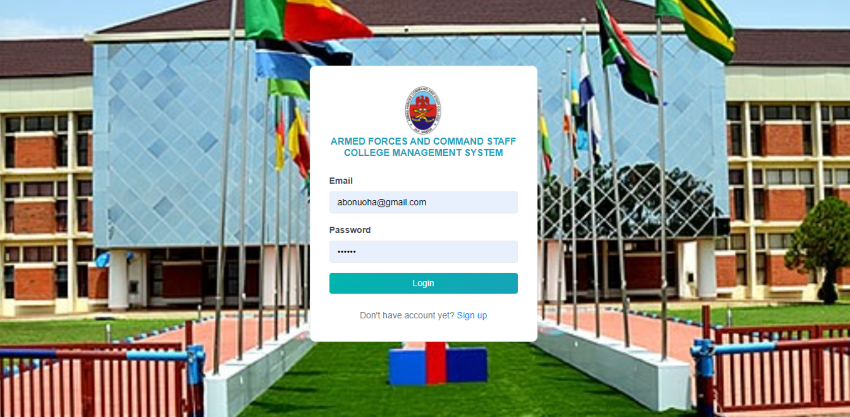 ARMED FORCES AND COMMAND STAFF
COLLEGE MANAGEMENT SYSTEM
Email
abonuoha@gmail.com
Password
••••••
Login
Don't have account yet? Sign up